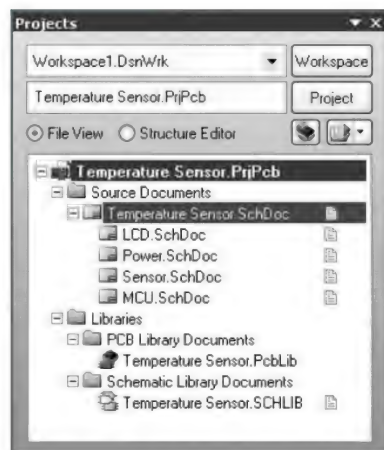 Projects
Workspace1.DsnWrk Workspace
Temperature Sensor.PrjPcb Project
File View Structure Editor
Temperature Sensor.PrjPcb
Source Documents
Temperature Sensor.SchDoc
LCD.SchDoc
Power.SchDoc
Sensor.SchDoc
MCU.SchDoc
Libraries
PCB Library Documents
Temperature Sensor.PcbLib
Schematic Library Documents
Temperature Sensor.SCHLIB